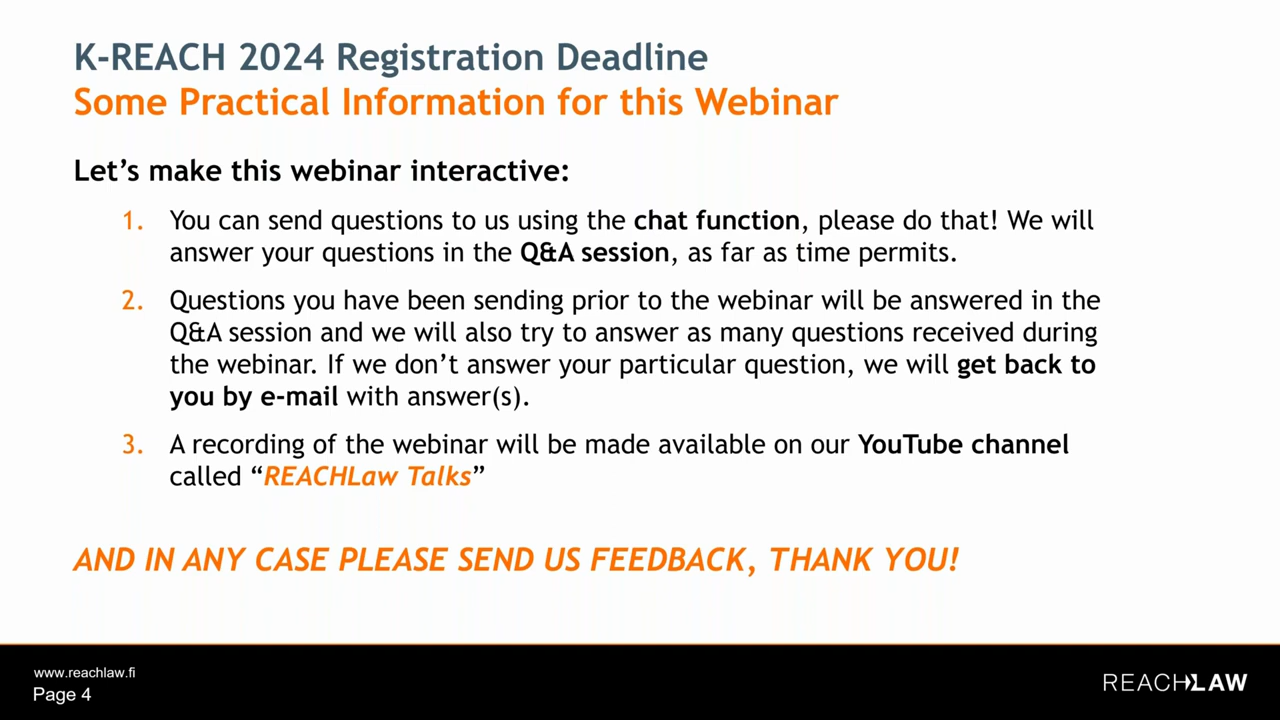 K-REACH 2024 Registration Deadline
Some Practical Information for this Webinar
Let’s make this webinar interactive:
1. You can send questions to us using the chat function, please do that! We will
answer your questions in the Q&A session, as far as time permits.
2. Questions you have been sending prior to the webinar will be answered in the
Q&A session and we will also try to answer as many questions received during
the webinar. If we don’t answer your particular question, we will get back to
you by e-mail with answer(s).
3. A recording of the webinar will be made available on our YouTube channel
called “REACHLaw Talks”
AND IN ANY CASE PLEASE SEND US FEEDBACK, THANK YOU!
www.reachlaw.fi
Page 4
REACHLAW